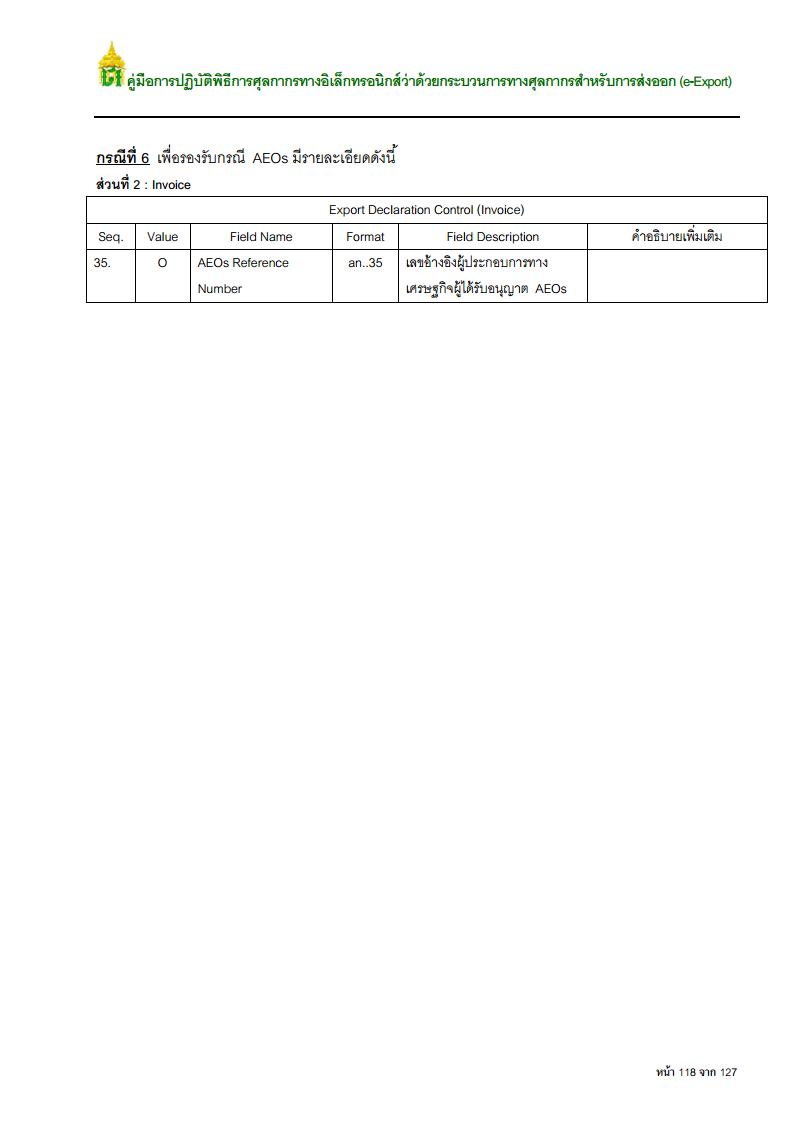 คู่มือการปฏิบัติพิธีการศุลกากรทางอิเล็กทรอนิกส์ว่าด้วยกระบวนการทางศุลกากรสำหรับการส่งออก (e-Export)
กรณีที่ 6 เพื่อรองรับกรณี AEOs มีรายละเอียดดังนี้
ส่วนที่ 2 : Invoice
Export Declaration Control (Invoice)
Seq. Value Field Name Format Field Description คำอธิบายเพิ่มเติม
35. O AEOs Reference an..35 เลขอ้างอิงผู้ประกอบการทาง
Number เศรษฐกิจผู้ได้รับอนุญาต AEOs
หน้า 118 จาก 127